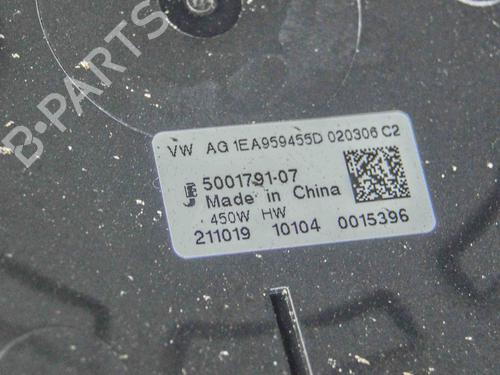 B-PARTS
VW AG 1EA959455D 020306 C2
5001791-07
Made in China
450W HW
211019 10104 0015396